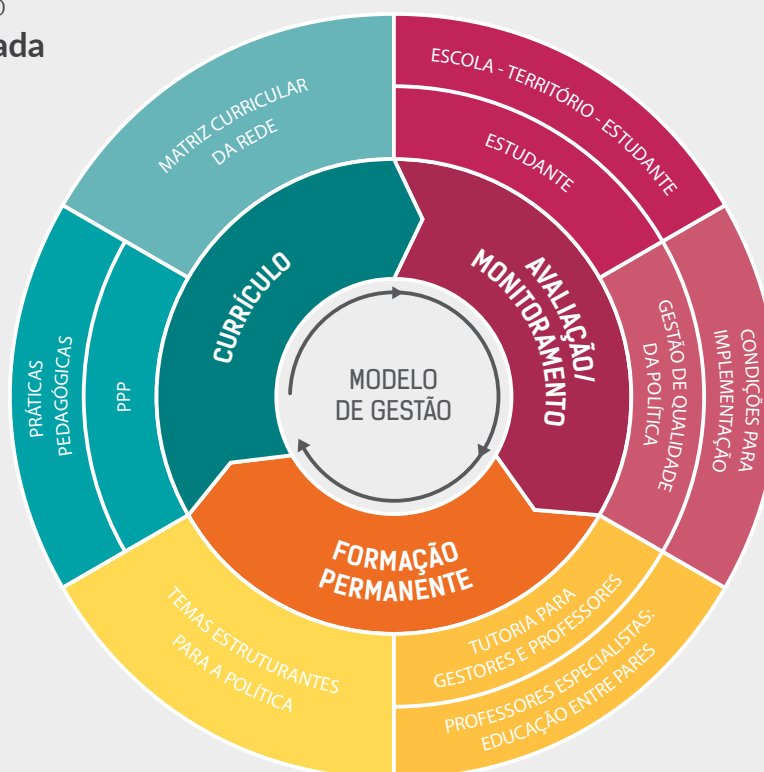 O
ada
MATRIZ CURRICULAR
DA REDE
ESCOLA - TERRITÓRIO - ESTUDANTE
ESTUDANTE
CURRÍCULO
AVALIAÇÃO/
MONITORAMENTO
GESTÃO DE QUALIDADE
DA POLÍTICA
CONDIÇÕES PARA
IMPLEMENTAÇÃO
PRÁTICAS
PEDAGÓGICAS
PPP
MODELO
DE GESTÃO
FORMAÇÃO
PERMANENTE
TEMAS ESTRUTURANTES
PARA A POLÍTICA
TUTORIA PARA
GESTORES E PROFESSORES
PROFESSORES ESPECIALISTAS:
EDUCAÇÃO ENTRE PARES